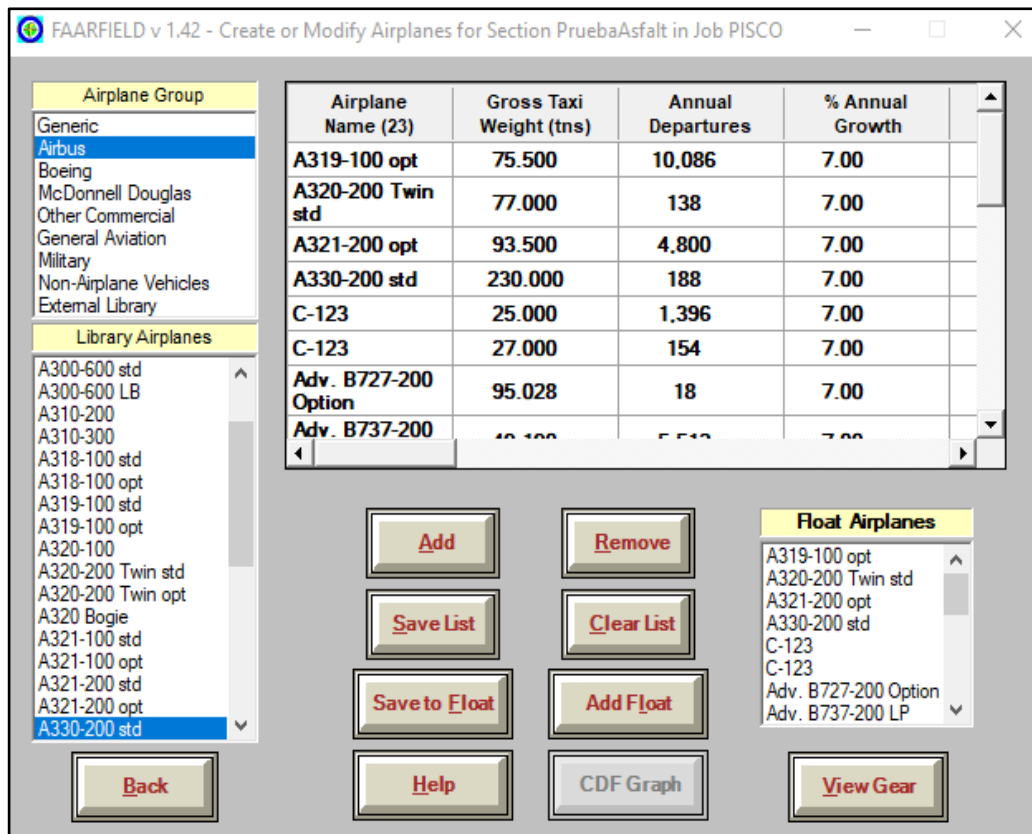 FAARFIELD v 1.42 - Create or Modify Airplanes for Section PruebaAsfalt in Job PISCO
Airplane Group
Generic
Airbus
Boeing
McDonnell Douglas
Other Commercial
General Aviation
Military
Non-Airplane Vehicles
External Library
Library Airplanes
A300-600 std
A300-600 LB
A310-200
A310-300
A318-100 std
A318-100 opt
A319-100 std
A319-100 opt
A320-100
A320-200 Twin std
A320-200 Twin opt
A320 Bogie
A321-100 std
A321-100 opt
A321-200 std
A321-200 opt
A330-200 std
Back
Airplane Gross Taxi Annual % Annual
Name (23) Weight (tns) Departures Growth
A319-100 opt 75.500 10,086 7.00
A320-200 Twin
std 77.000 138 7.00
A321-200 opt 93.500 4,800 7.00
A330-200 std 230.000 188 7.00
C-123 25.000 1,396 7.00
C-123 27.000 154 7.00
Adv. B727-200
Option 95.028 18 7.00
Adv. B737-200
Add Remove
Save List Clear List
Save to Float Add Float
Help CDF Graph
Float Airplanes
A319-100 opt
A320-200 Twin std
A321-200 opt
A330-200 std
C-123
C-123
Adv. B727-200 Option
Adv. B737-200 LP
View Gear